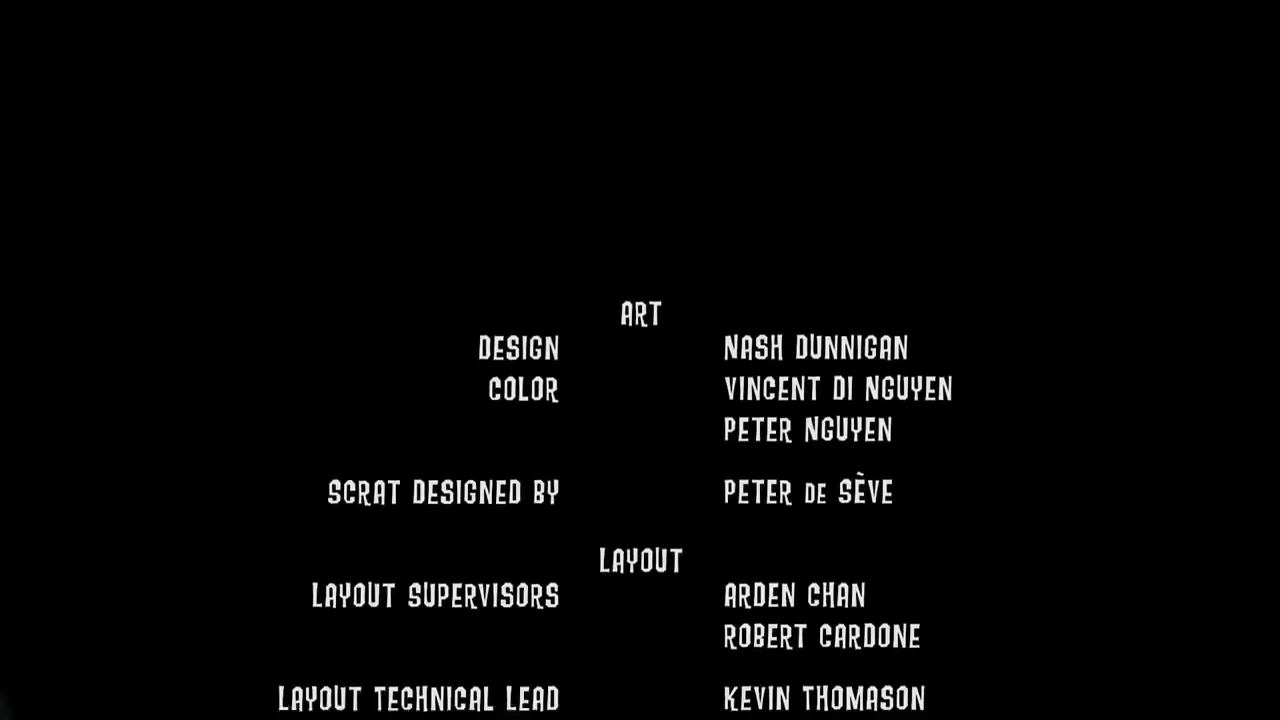 ART
DESIGN NASH DUNNIGAN
COLOR VINCENT DI NGUYEN
PETER NGUYEN
SCRAT DESIGNED BY PETER DE SÈVE
LAYOUT
LAYOUT SUPERVISORS ARDEN CHAN
ROBERT CARDONE
LAYOUT TECHNICAL LEAD KEVIN THOMASON